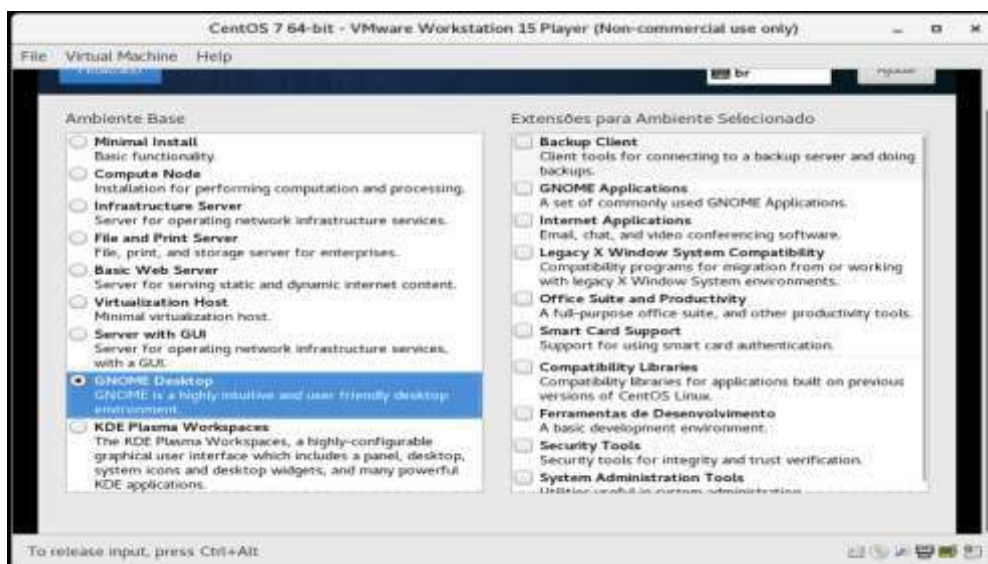 CentOS 7 64-bit - VMware Workstation 15 Player (Non-commercial use only)
File Virtual Machine Help
br
Ajuda!
Ambiente Base
Minimal Install
Basic functionality.
Compute Node
Installation for performing computation and processing.
Infrastructure Server
Server for operating network infrastructure services.
File and Print Server
File, print, and storage server for enterprises.
Basic Web Server
Server for serving static and dynamic internet content.
Virtualization Host
Minimal virtualization host.
Server with GUI
Server for operating network infrastructure services,
with a GUI.
GNOME Desktop
GNOME is a highly intuitive and user friendly desktop
environment.
KDE Plasma Workspaces
The KDE Plasma Workspaces, a highly-configurable
graphical user interface which includes a panel, desktop,
system icons and desktop widgets, and many powerful
KDE applications.
Extensões para Ambiente Selecionado
Backup Client
Client tools for connecting to a backup server and doing
backups.
GNOME Applications
A set of commonly used GNOME Applications.
Internet Applications
Email, chat, and video conferencing software.
Legacy X Window System Compatibility
Compatibility programs for migration from or working
with legacy X Window System environments.
Office Suite and Productivity
A full-purpose office suite, and other productivity tools.
Smart Card Support
Support for using smart card authentication.
Compatibility Libraries
Compatibility libraries for applications built on previous
versions of CentOS Linux.
Ferramentas de Desenvolvimento
A basic development environment.
Security Tools
Security tools for integrity and trust verification.
System Administration Tools
Utilities useful in system administration
To release input, press Ctrl+Alt